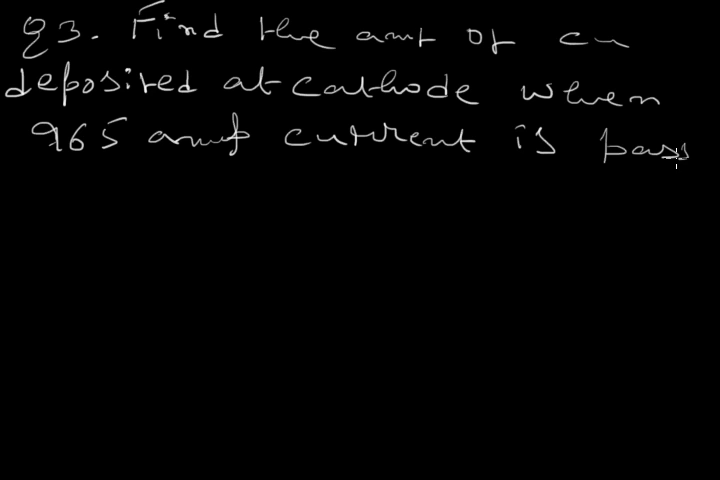 Q3. Find the amt of cu
deposited at cathode when
965 amp current is pass